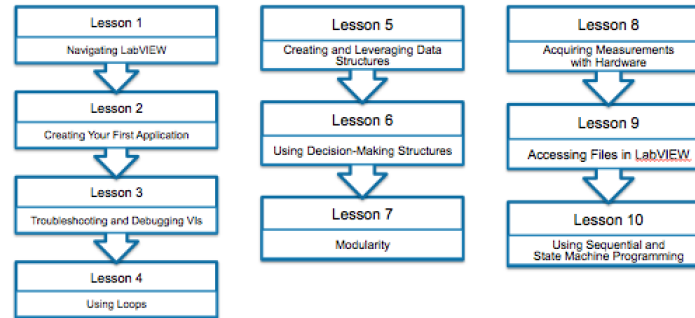 Lesson 1
Navigating LabVIEW
Lesson 2
Creating Your First Application
Lesson 3
Troubleshooting and Debugging VIs
Lesson 4
Using Loops
Lesson 5
Creating and Leveraging Data
Structures
Lesson 6
Using Decision-Making Structures
Lesson 7
Modularity
Lesson 8
Acquiring Measurements
with Hardware
Lesson 9
Accessing Files in LabVIEW
Lesson 10
Using Sequential and
State Machine Programming